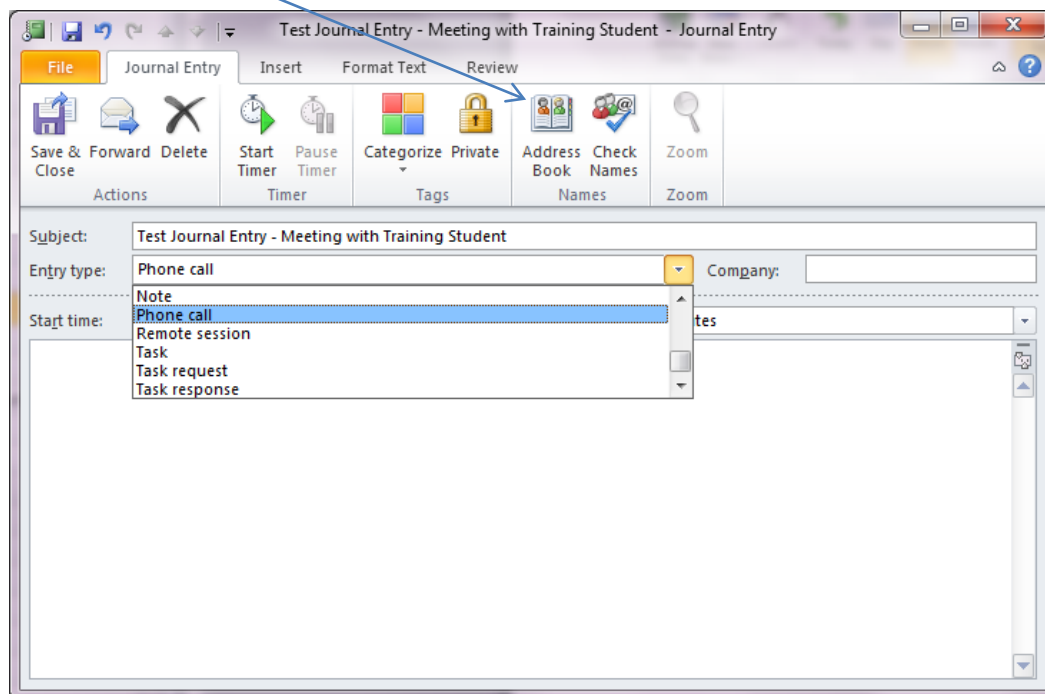 Test Journal Entry - Meeting with Training Student - Journal Entry
File Journal Entry Insert Format Text Review
Save & Close Forward Delete Start Timer Pause Timer Categorize Private Address Book Check Names Zoom
Actions Timer Tags Names Zoom
Subject: Test Journal Entry - Meeting with Training Student
Entry type: Phone call Company:
Note
Start time: Phone call tes
Remote session
Task
Task request
Task response